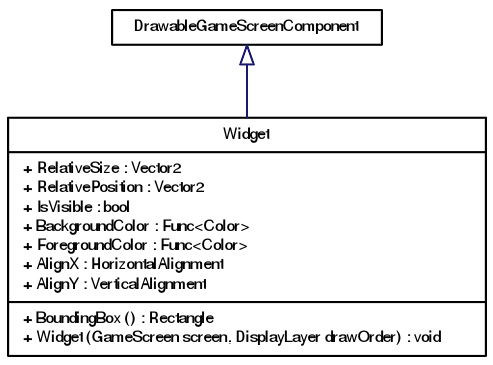 DrawableGameScreenComponent
Widget
+ RelativeSize : Vector2
+ RelativePosition : Vector2
+ IsVisible : bool
+ BackgroundColor : Func<Color>
+ ForegroundColor : Func<Color>
+ AlignX : HorizontalAlignment
+ AlignY : VerticalAlignment
+ BoundingBox () : Rectangle
+ Widget (GameScreen screen, DisplayLayer drawOrder) : void